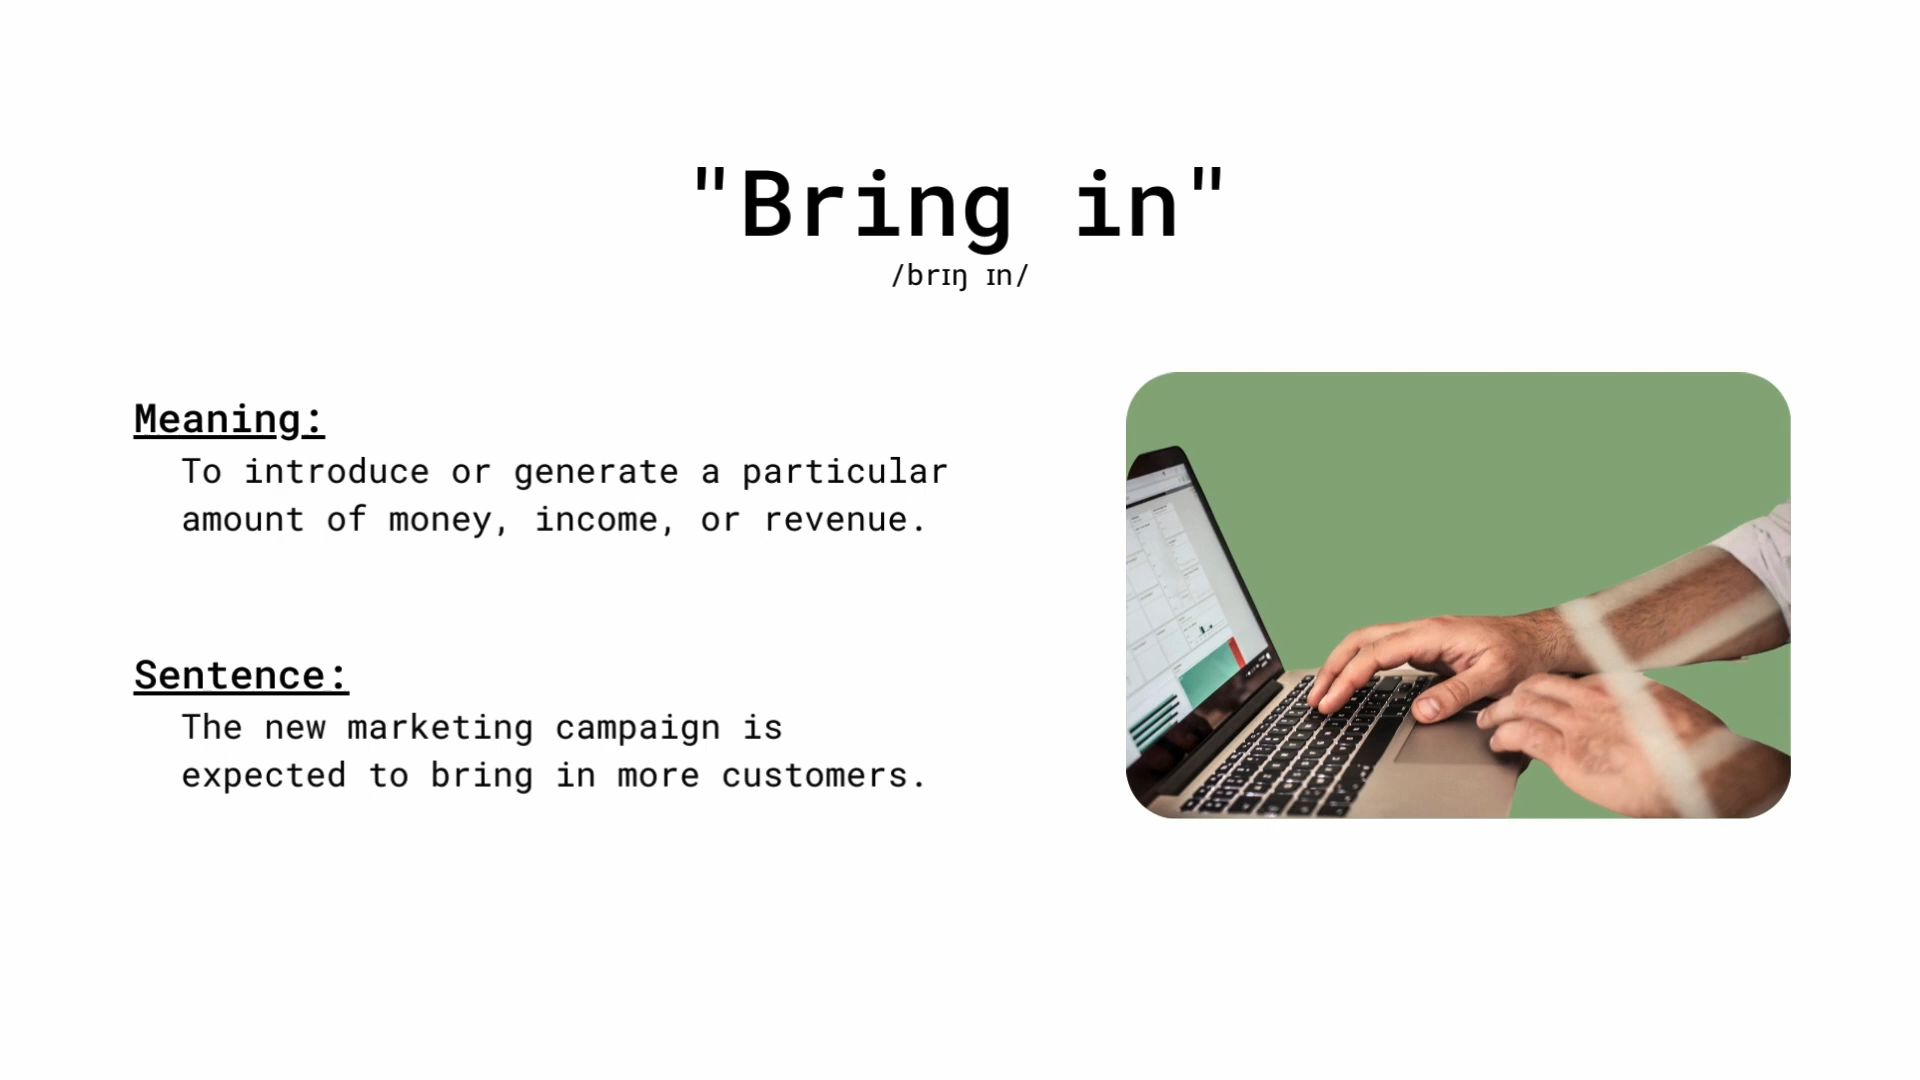 "Bring in"
/brɪŋ ɪn/
Meaning:
To introduce or generate a particular
amount of money, income, or revenue.
Sentence:
The new marketing campaign is
expected to bring in more customers.